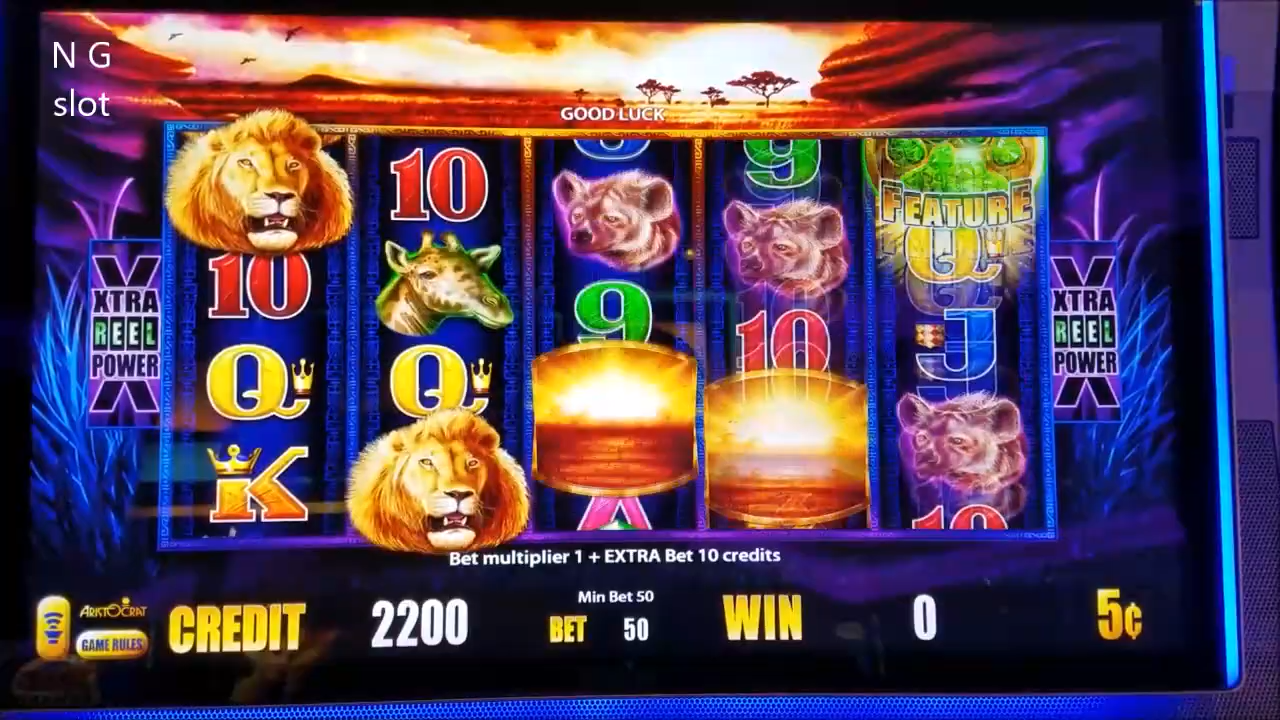 N G
slot
GOOD LUCK
10
9
FEATURE
Q
10
9
10
J
XTRA
REEL
POWER
XTRA
REEL
POWER
Q
Q
K
10
Bet multiplier 1 + EXTRA Bet 10 credits
Min Bet 50
ARISTOCRAT
GAME RULES
CREDIT 2200 BET 50 WIN 0 5¢